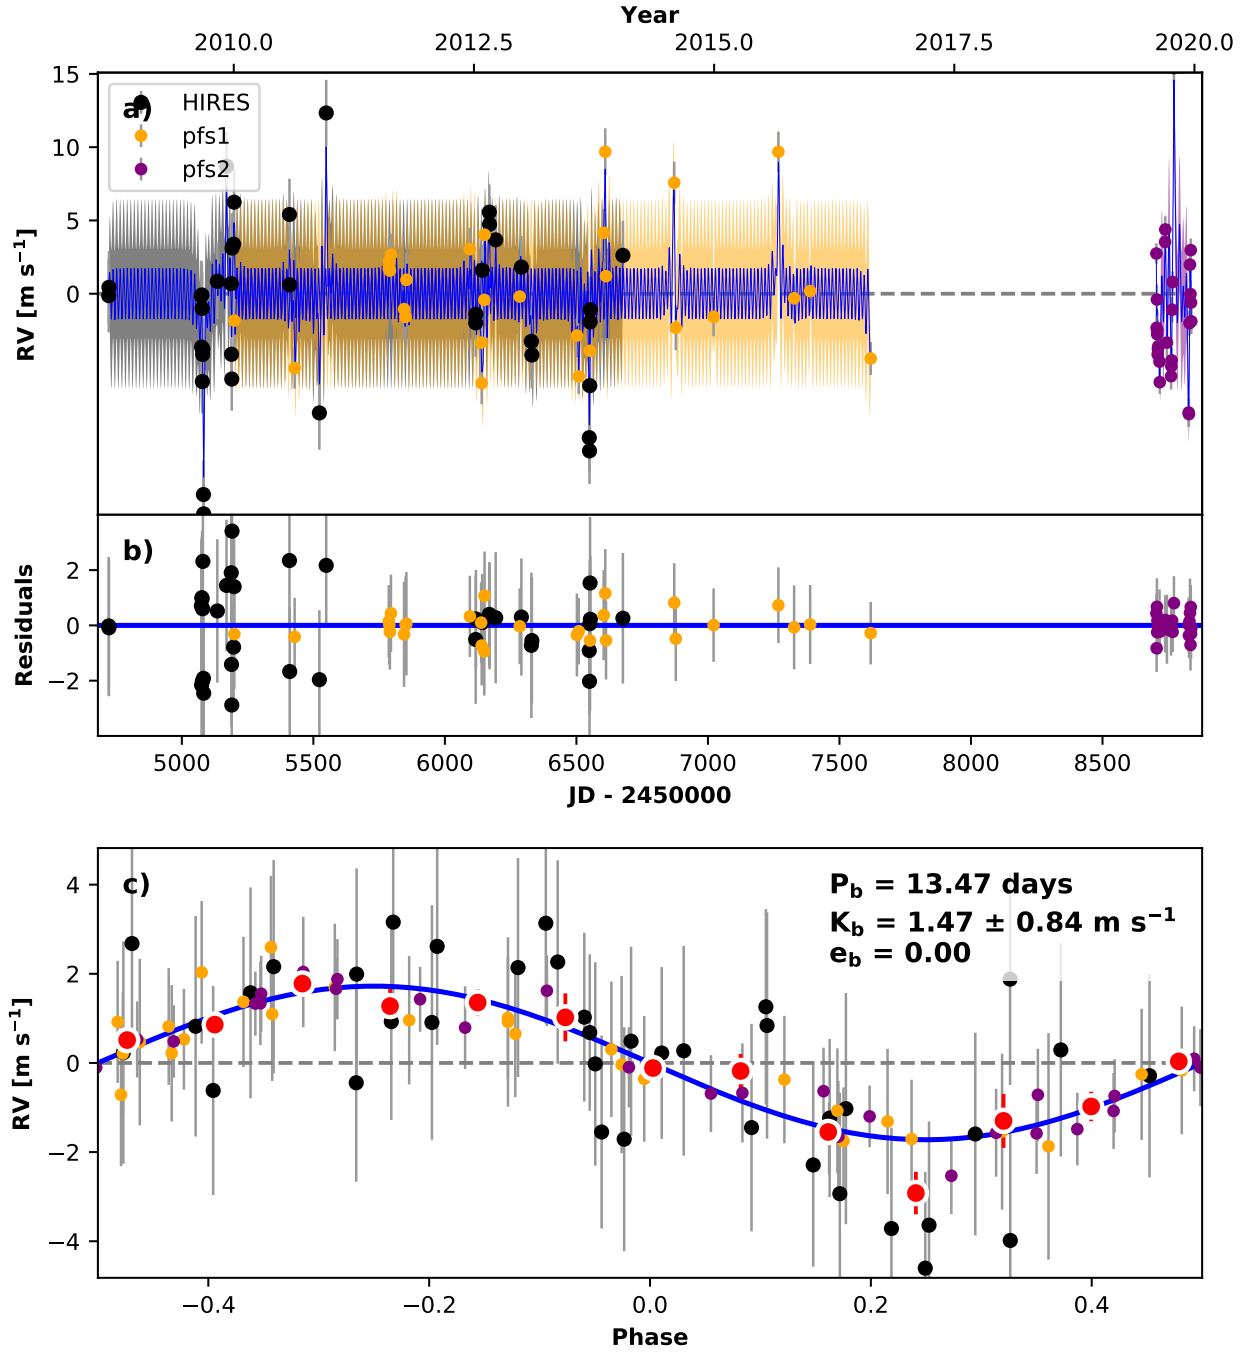 Year
2010.0 2012.5 2015.0 2017.5 2020.0
a)
HIRES
pfs1
pfs2
15
10
5
0
RV [m s⁻¹]
b)
2
0
−2
Residuals
5000 5500 6000 6500 7000 7500 8000 8500
JD - 2450000
c)
P_b = 13.47 days
K_b = 1.47 ± 0.84 m s⁻¹
e_b = 0.00
4
2
0
−2
−4
RV [m s⁻¹]
−0.4 −0.2 0.0 0.2 0.4
Phase